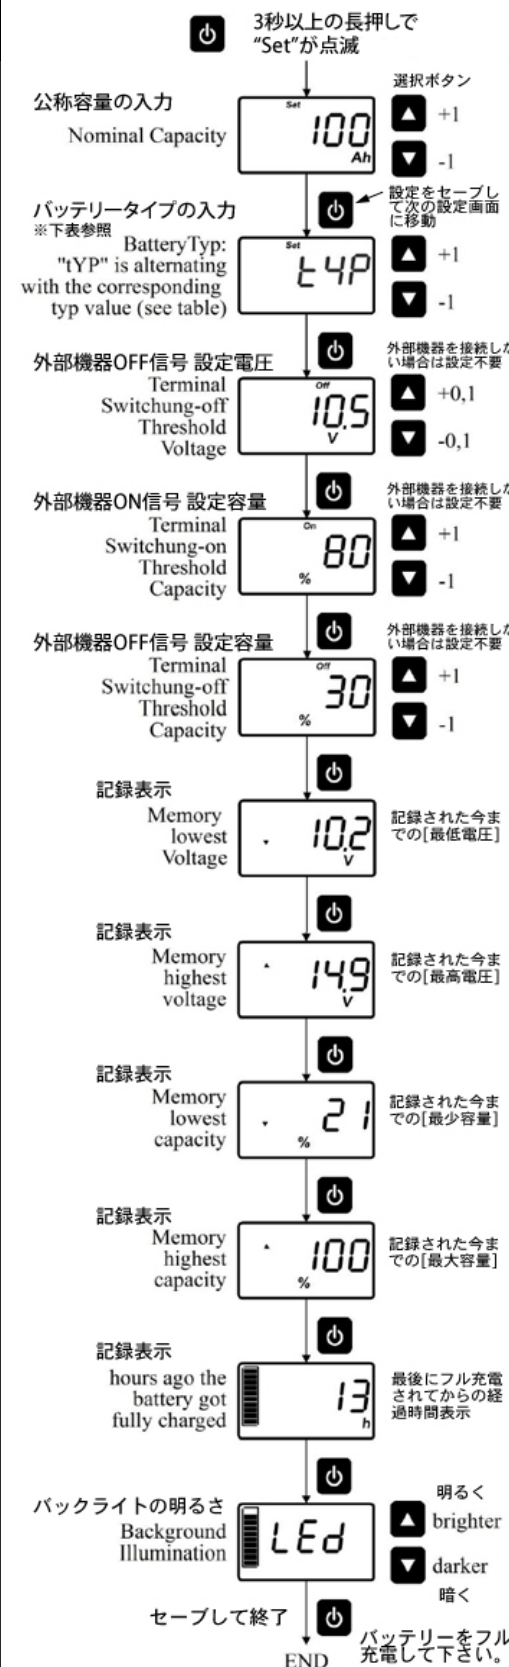 3秒以上の長押しで
“Set”が点滅
選択ボタン
公称容量の入力
Nominal Capacity
Set
100
Ah
+1
-1
設定をセーブし
て次の設定画面
に移動
バッテリータイプの入力
※下表参照
BatteryTyp:
"tYP" is alternating
with the corresponding
typ value (see table)
Set
tYP
+1
-1
外部機器OFF信号 設定電圧
Terminal
Switchung-off
Threshold
Voltage
Off
10.5
V
外部機器を接続しな
い場合は設定不要
+0,1
-0,1
外部機器ON信号 設定容量
Terminal
Switchung-on
Threshold
Capacity
On
80
%
外部機器を接続しな
い場合は設定不要
+1
-1
外部機器OFF信号 設定容量
Terminal
Switchung-off
Threshold
Capacity
Off
30
%
外部機器を接続しな
い場合は設定不要
+1
-1
記録表示
Memory
lowest
Voltage
10.2
V
記録された今ま
での[最低電圧]
記録表示
Memory
highest
voltage
14.9
V
記録された今ま
での[最高電圧]
記録表示
Memory
lowest
capacity
21
%
記録された今ま
での[最少容量]
記録表示
Memory
highest
capacity
100
%
記録された今ま
での[最大容量]
記録表示
hours ago the
battery got
fully charged
13
h
最後にフル充電
されてからの経
過時間表示
バックライトの明るさ
Background
Illumination
LEd
明るく
brighter
darker
暗く
セーブして終了
END
バッテリーをフル
充電して下さい。